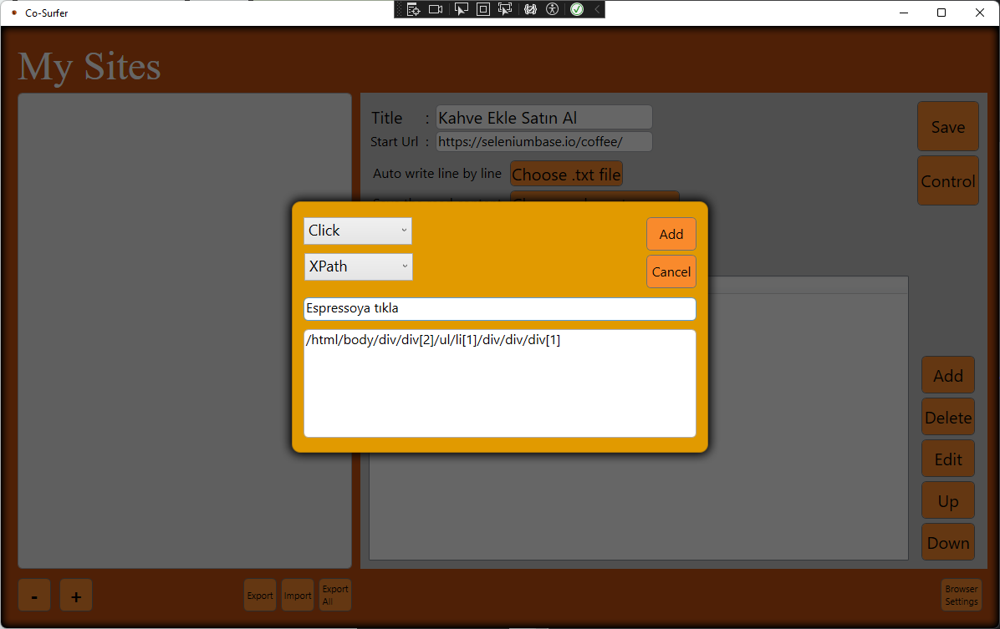 Co-Surfer
My Sites
Title : Kahve Ekle Satın Al
Start Url : https://seleniumbase.io/coffee/
Auto write line by line Choose .txt file
Save
Control
Click
XPath
Add
Cancel
Espressoya tıkla
/html/body/div/div[2]/ul/li[1]/div/div/div[1]
Add
Delete
Edit
Up
Down
- +
Export Import Export All
Browser
Settings